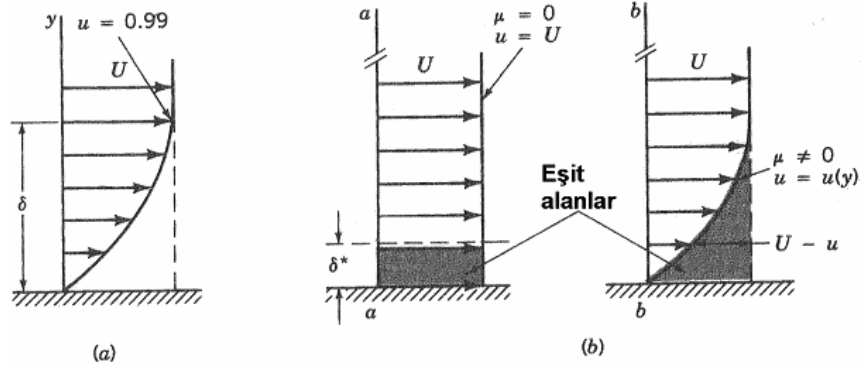 y
u = 0.99
U
δ
(a)
a
μ = 0
u = U
U
δ*
a
Eşit
alanlar
b
U
μ ≠ 0
u = u(y)
U − u
b
(b)